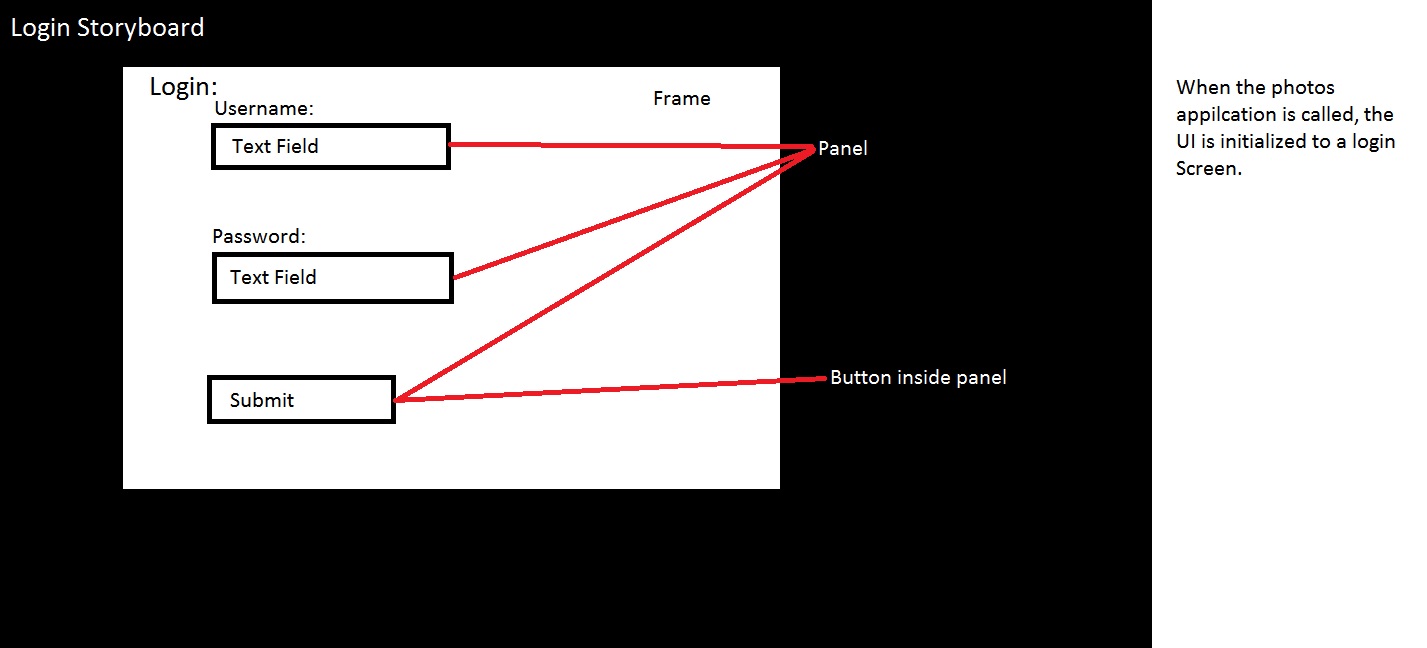 Login Storyboard
Login:
Frame
Username:
Text Field
Panel
Password:
Text Field
Button inside panel
Submit
When the photos
appilcation is called, the
UI is initialized to a login
Screen.